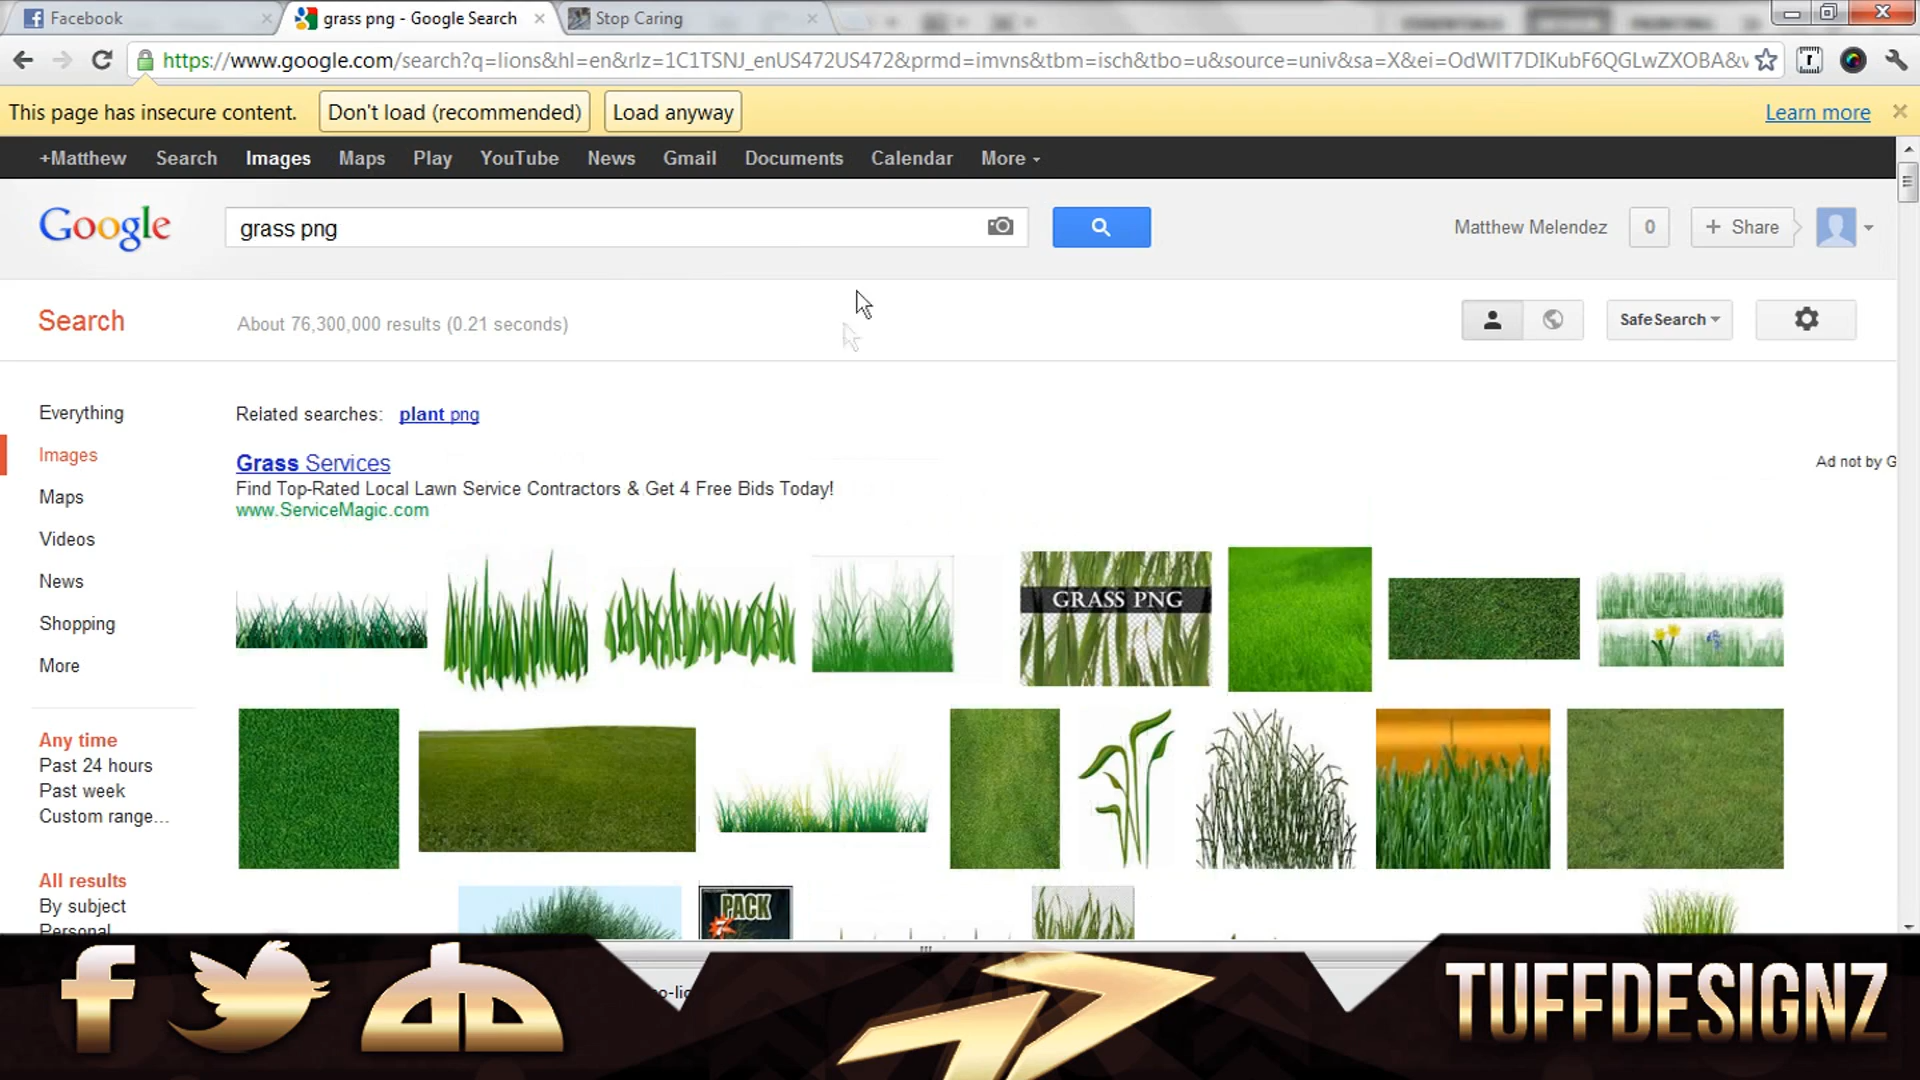 Facebook
grass png - Google Search
Stop Caring
https://www.google.com/search?q=lions&hl=en&rlz=1C1TSNJ_enUS472US472&prmd=imvns&tbm=isch&tbo=u&source=univ&sa=X&ei=OdWIT7DIKubF6QGLwZXOBA&v
This page has insecure content.
Don't load (recommended)
Load anyway
Learn more
+Matthew Search Images Maps Play YouTube News Gmail Documents Calendar More
Google
grass png
Matthew Melendez
0
+ Share
Search
About 76,300,000 results (0.21 seconds)
SafeSearch
Everything
Images
Maps
Videos
News
Shopping
More
Any time
Past 24 hours
Past week
Custom range...
All results
By subject
Personal
Related searches: plant png
Grass Services
Find Top-Rated Local Lawn Service Contractors & Get 4 Free Bids Today!
www.ServiceMagic.com
Ad not by G
GRASS PNG
PACK
TUFFDESIGNZ